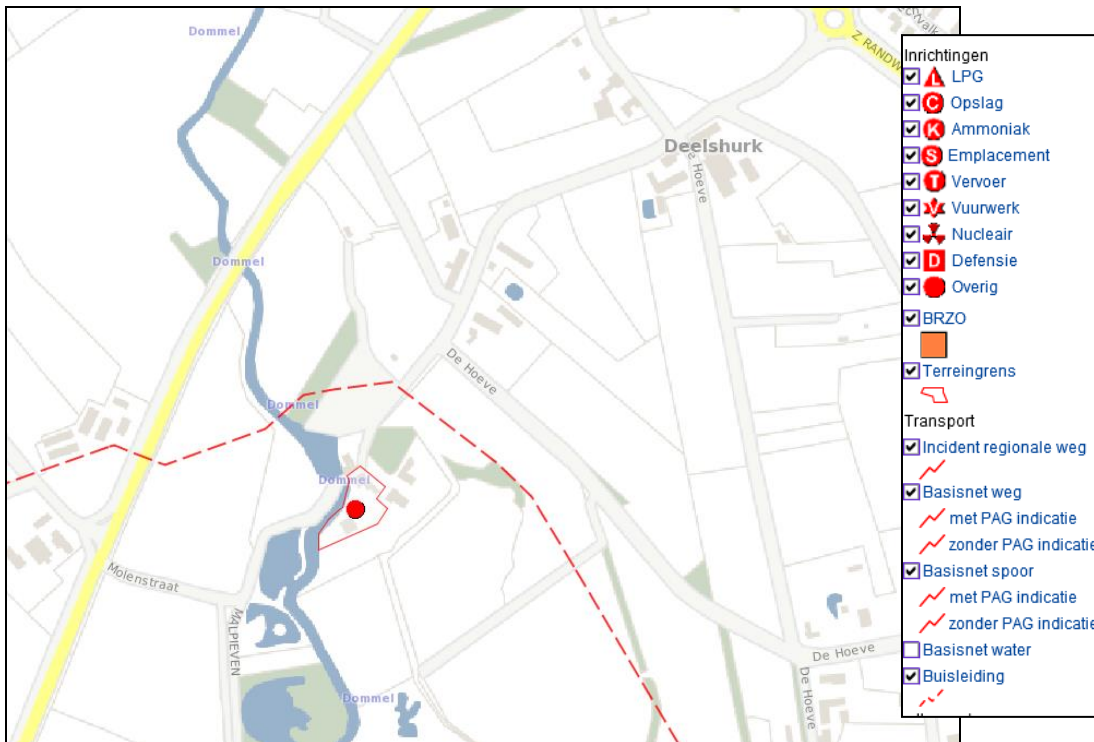 Dommel
Z RANDW
Deelshurk
De Hoeve
Dommel
De Hoeve
Dommel
Dommel
Molenstraat
MALPIEVEN
De Hoeve
De Hoeve
Dommel
Inrichtingen
L LPG
C Opslag
K Ammoniak
S Emplacement
T Vervoer
V Vuurwerk
Nucleair
D Defensie
Overig
BRZO
Terreingrens
Transport
Incident regionale weg
Basisnet weg
met PAG indicatie
zonder PAG indicatie
Basisnet spoor
met PAG indicatie
zonder PAG indicatie
Basisnet water
Buisleiding